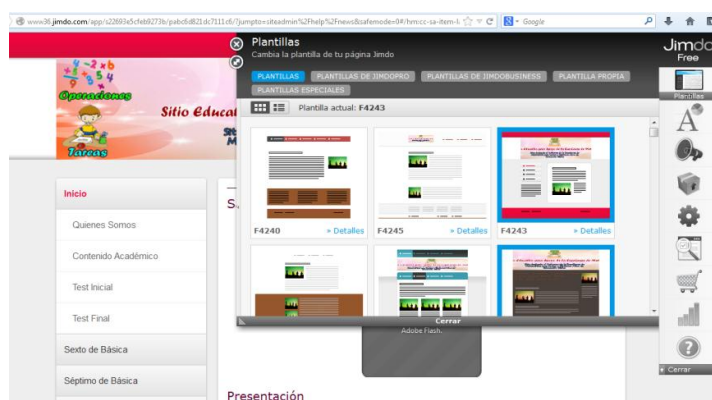 www36.jimdo.com/app/s22693e5cfeb9273b/pabc6d821dc7111c6/?jumpto=siteadmin%2Fhelp%2Fnews&safemode=0#/hm:cc-sa-item-l
Google
Plantillas
Cambia la plantilla de tu página Jimdo
Jimdo
Free
PLANTILLAS
PLANTILLAS DE JIMDOPRO
PLANTILLAS DE JIMDOBUSINESS
PLANTILLA PROPIA
PLANTILLAS ESPECIALES
Plantillas
Plantilla actual: F4243
Operaciones
Sitio Educat
Tareas
Inicio
Quienes Somos
Contenido Académico
Test Inicial
Test Final
Sexto de Básica
Séptimo de Básica
F4240
» Detalles
F4245
» Detalles
F4243
» Detalles
Cerrar
Adobe Flash.
Cerrar
Presentación